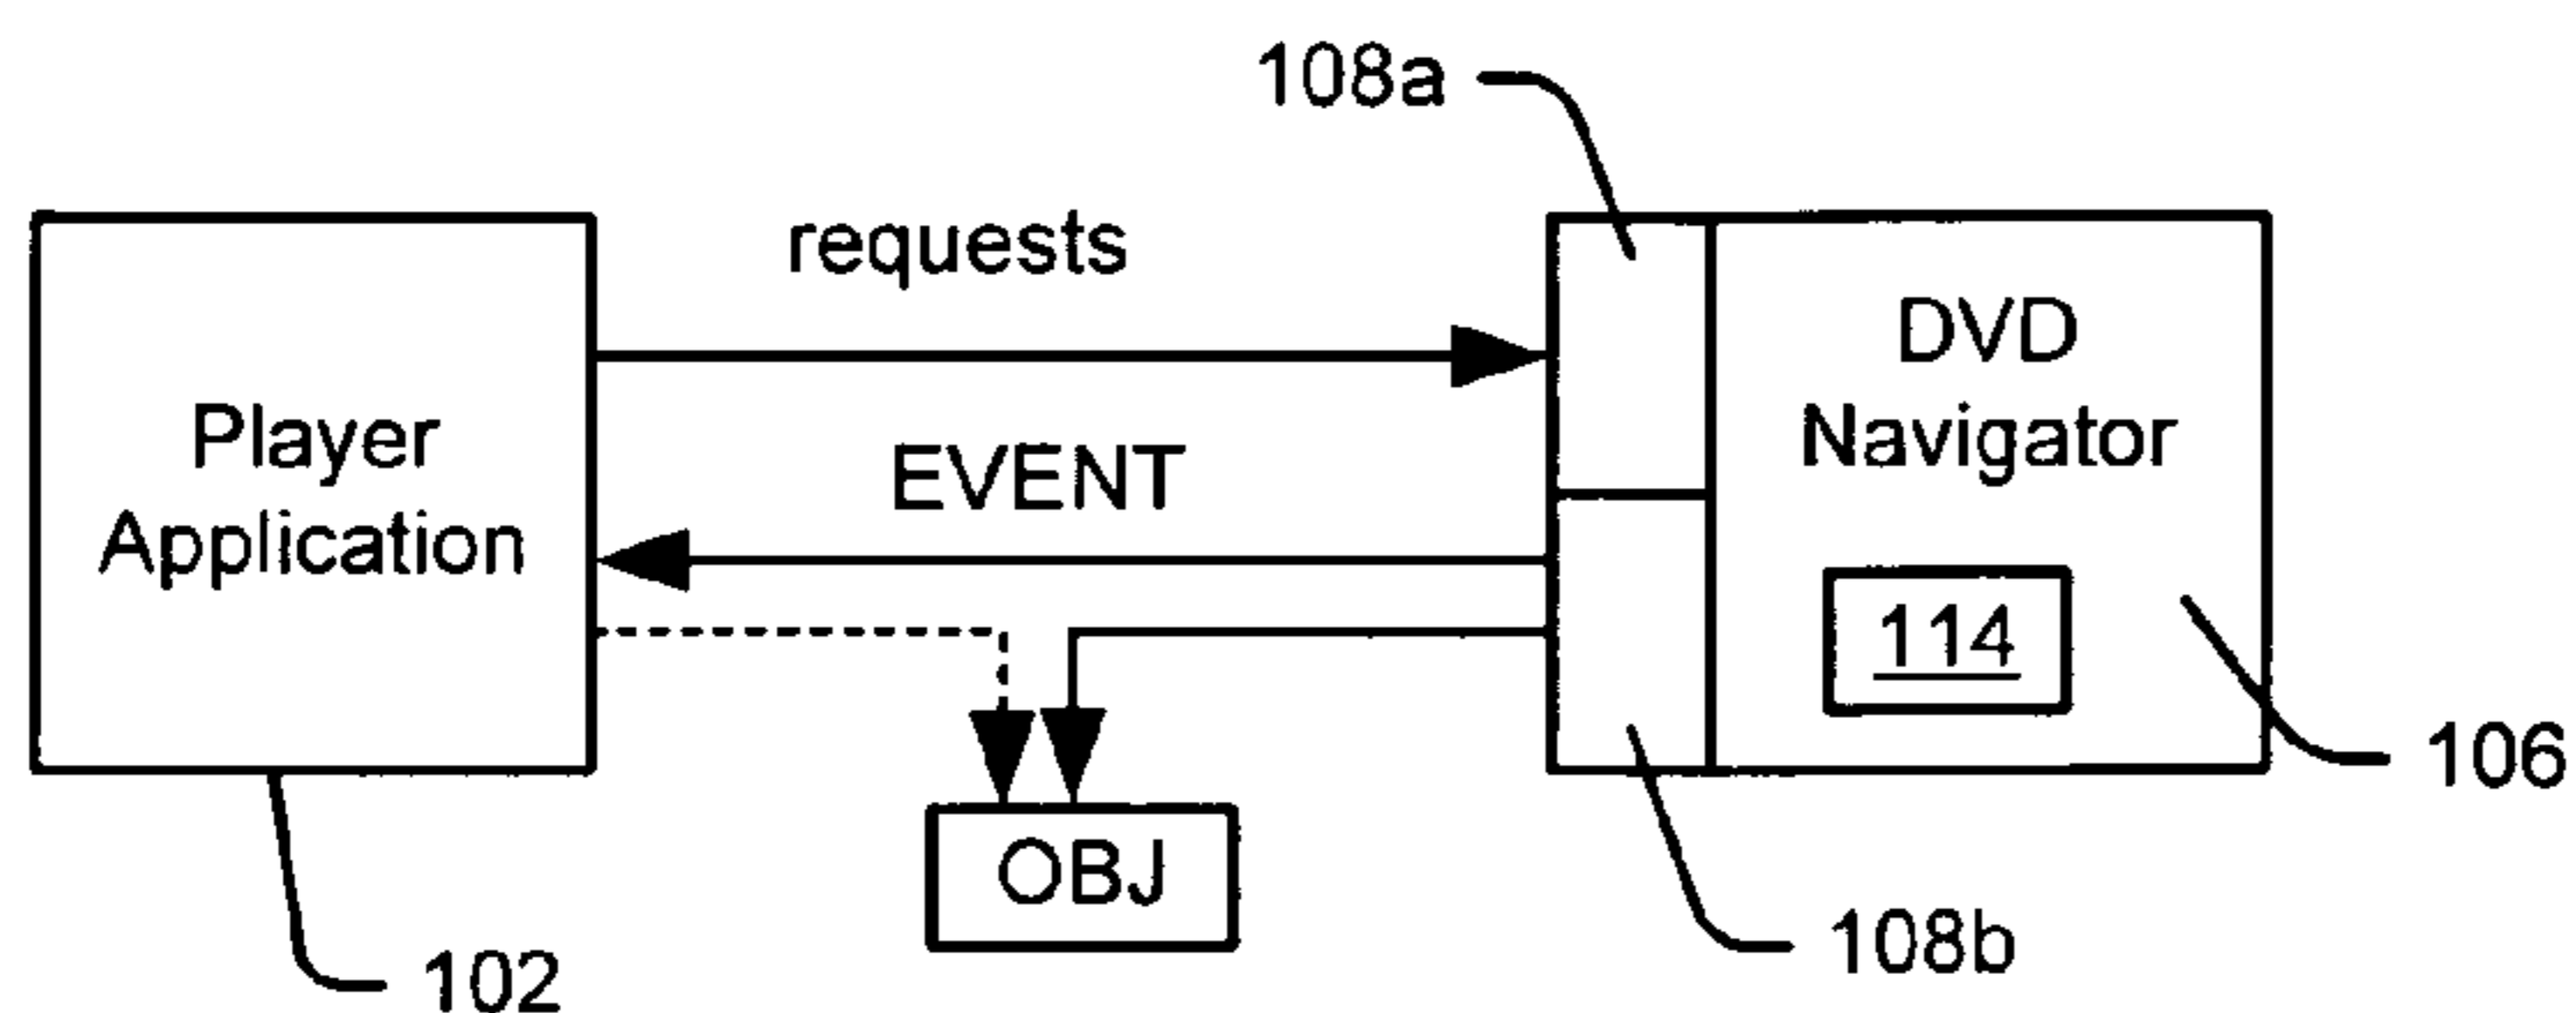 108a
requests
DVD
Navigator
Player
Application
EVENT
114
106
OBJ
108b
102